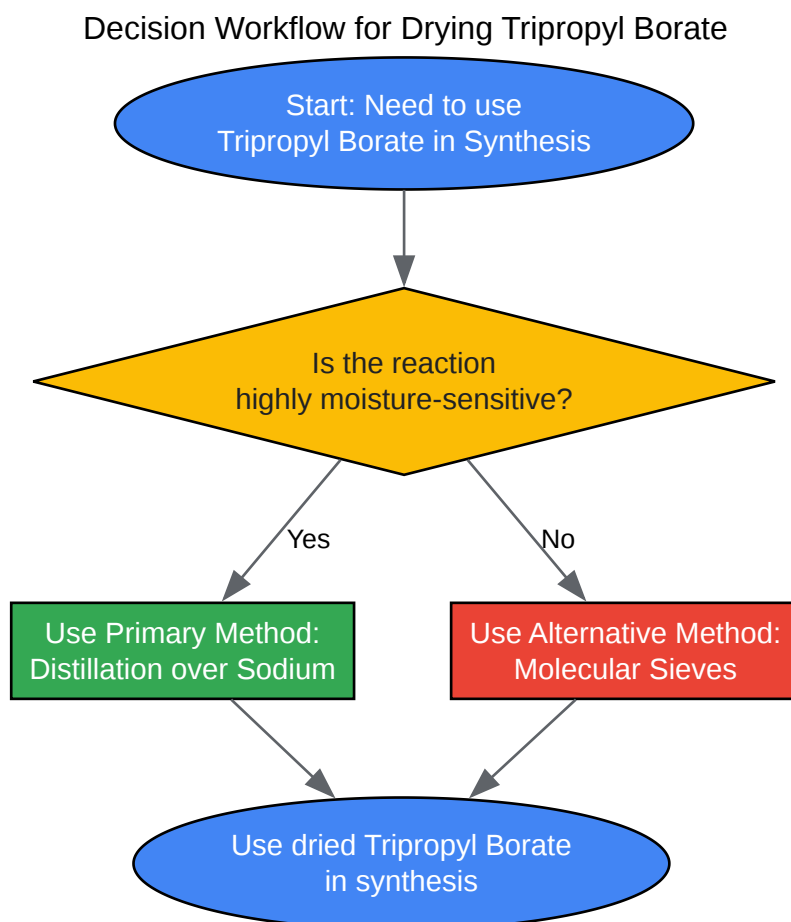 Decision Workflow for Drying Tripropyl Borate
Start: Need to use
Tripropyl Borate in Synthesis
Is the reaction
highly moisture-sensitive?
Yes
No
Use Primary Method:
Distillation over Sodium
Use Alternative Method:
Molecular Sieves
Use dried Tripropyl Borate
in synthesis